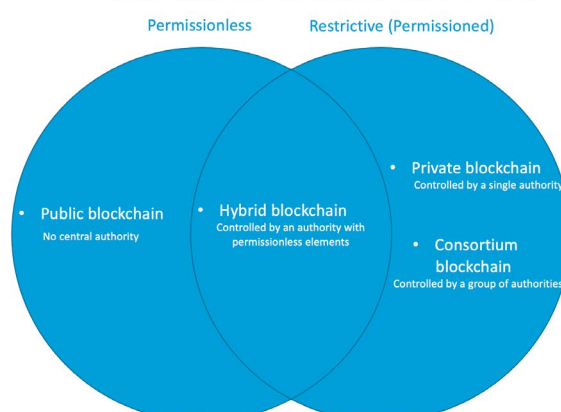 Permissionless
Restrictive (Permissioned)
• Public blockchain
No central authority
• Hybrid blockchain
Controlled by an authority with
permissionless elements
• Private blockchain
Controlled by a single authority
• Consortium
blockchain
Controlled by a group of authorities